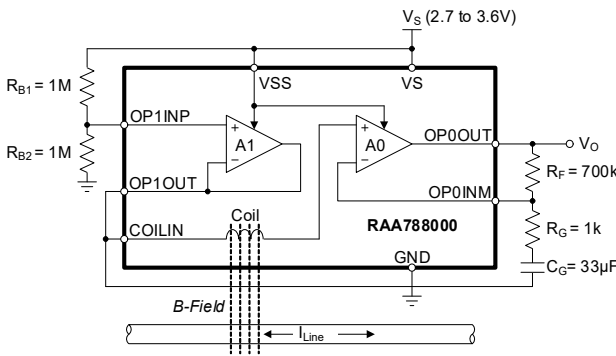 V_S (2.7 to 3.6V)
VSS
VS
R_B1 = 1M
OP1INP
+
−
A1
+
−
A0
OP0OUT
V_O
R_B2 = 1M
R_F = 700k
OP1OUT
OP0INM
Coil
RAA788000
R_G = 1k
COILIN
GND
C_G = 33µF
B-Field
I_Line